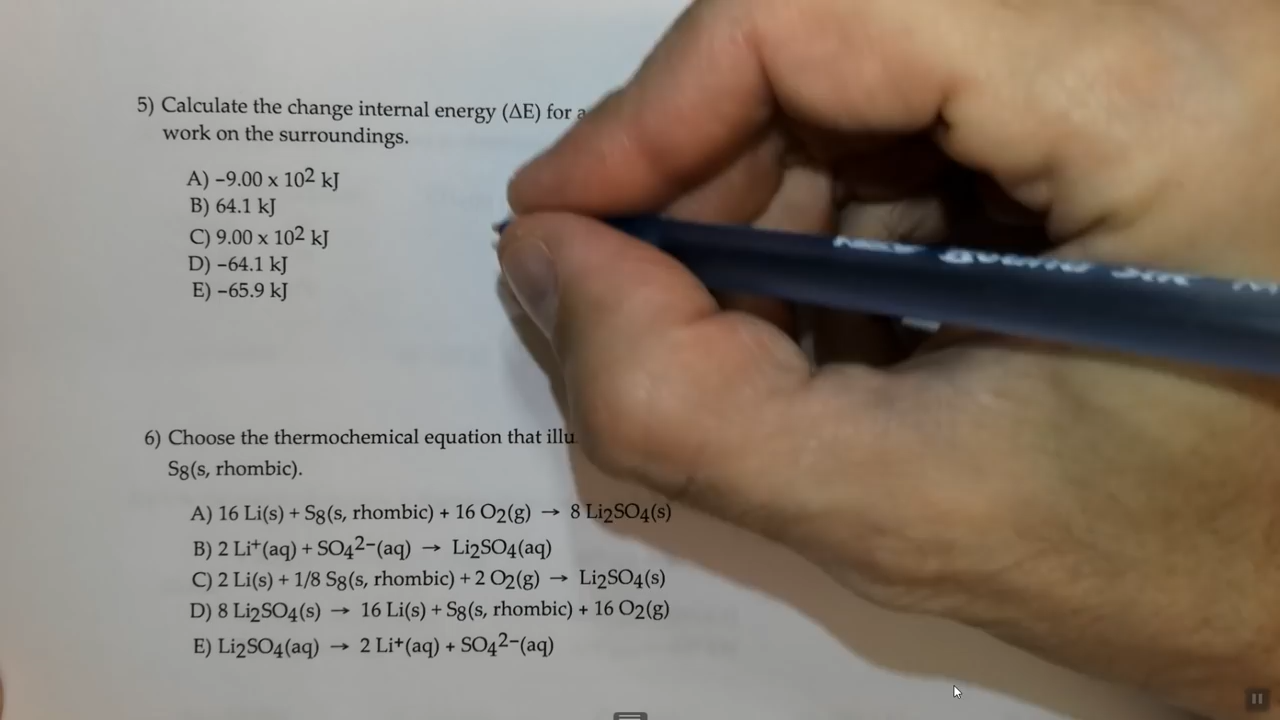 5) Calculate the change internal energy (ΔE) for a
work on the surroundings.
A) −9.00 x 10² kJ
B) 64.1 kJ
C) 9.00 x 10² kJ
D) −64.1 kJ
E) −65.9 kJ
6) Choose the thermochemical equation that illu
S₈(s, rhombic).
A) 16 Li(s) + S₈(s, rhombic) + 16 O₂(g) → 8 Li₂SO₄(s)
B) 2 Li⁺(aq) + SO₄²⁻(aq) → Li₂SO₄(aq)
C) 2 Li(s) + 1/8 S₈(s, rhombic) + 2 O₂(g) → Li₂SO₄(s)
D) 8 Li₂SO₄(s) → 16 Li(s) + S₈(s, rhombic) + 16 O₂(g)
E) Li₂SO₄(aq) → 2 Li⁺(aq) + SO₄²⁻(aq)